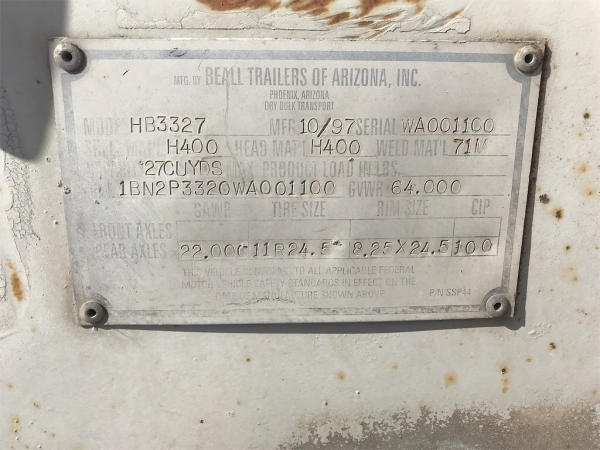 MFG. BY BEALL TRAILERS OF ARIZONA, INC.
PHOENIX, ARIZONA
DRY BULK TRANSPORT
MODEL HB3327 MFG 10/97 SERIAL WA001100
H400 HEAD MAT'L H400 WELD MAT'L 71M
27CUYDS PRODUCT LOAD IN LBS.
1BN2P3320WA001100 GVWR 64.000
GAWR TIRE SIZE RIM SIZE CIP
FRONT AXLES
REAR AXLES 22.000 11R24.5 8.25X24.5 100
THIS VEHICLE CONFORMS TO ALL APPLICABLE FEDERAL
MOTOR VEHICLE SAFETY STANDARDS IN EFFECT ON THE
DATE OF MANUFACTURE SHOWN ABOVE P/N SSP44